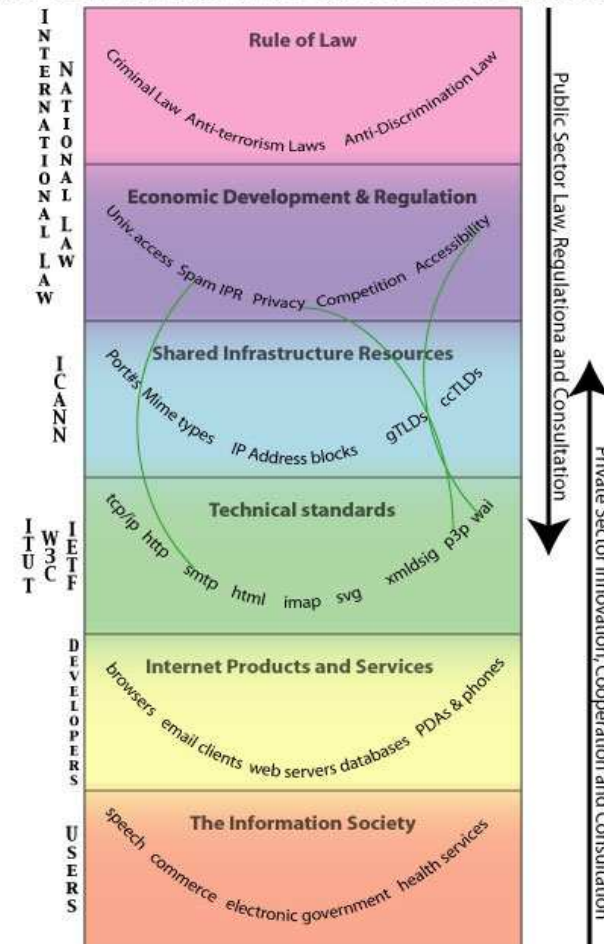 INTERNATIONAL LAW
NATIONAL LAW
Rule of Law
Criminal Law Anti-terrorism Laws Anti-Discrimination Law
Economic Development & Regulation
Univ.access Spam IPR Privacy Competition Accessibility
ICANN
Shared Infrastructure Resources
Port#s Mime types IP Address blocks gTLDs ccTLDs
ITU T
W3C
IETF
Technical standards
tcp/ip http smtp html imap svg xmldsig p3p wai
DEVELOPERS
Internet Products and Services
browsers email clients web servers databases PDAs & phones
USERS
The Information Society
speech commerce electronic government health services
Public Sector Law, Regulationa and Consultation
Private Sector Innovation, Cooperation and Consultation